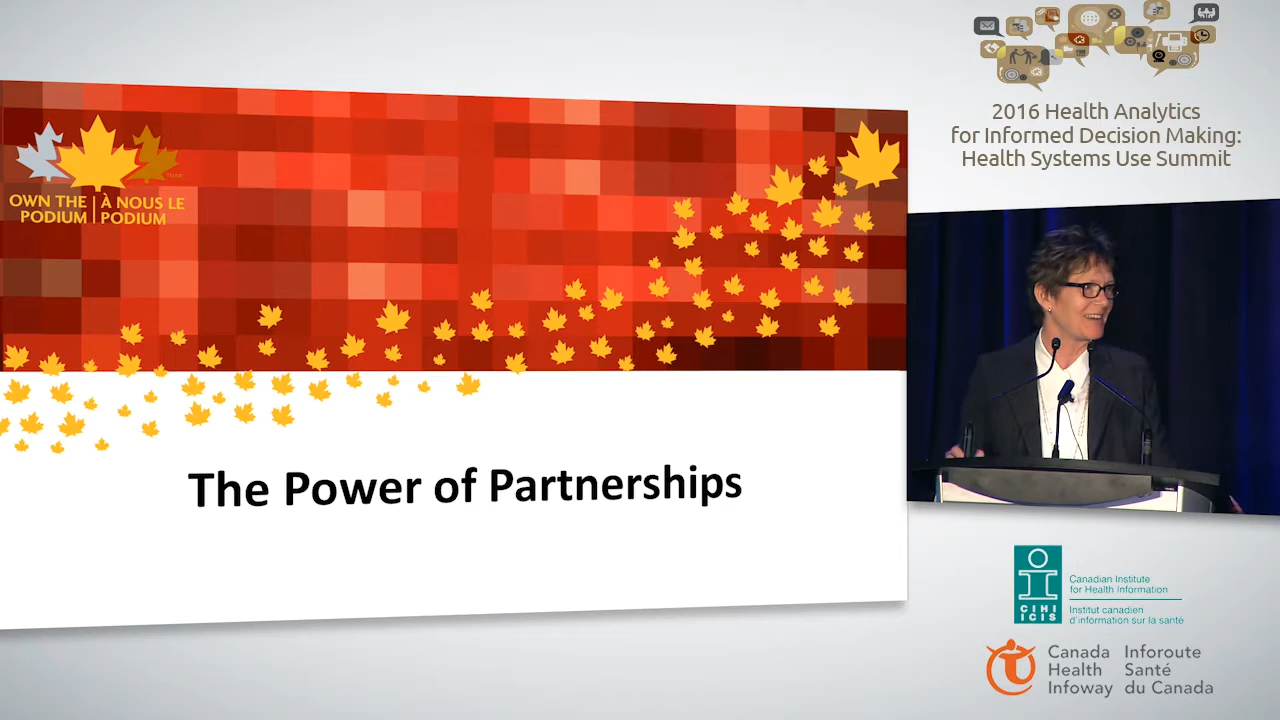 OWN THE
PODIUM
À NOUS LE
PODIUM
The Power of Partnerships
2016 Health Analytics
for Informed Decision Making:
Health Systems Use Summit
CIHI
ICIS
Canadian Institute
for Health Information
Institut canadien
d'information sur la santé
Canada
Health
Infoway
Inforoute
Santé
du Canada